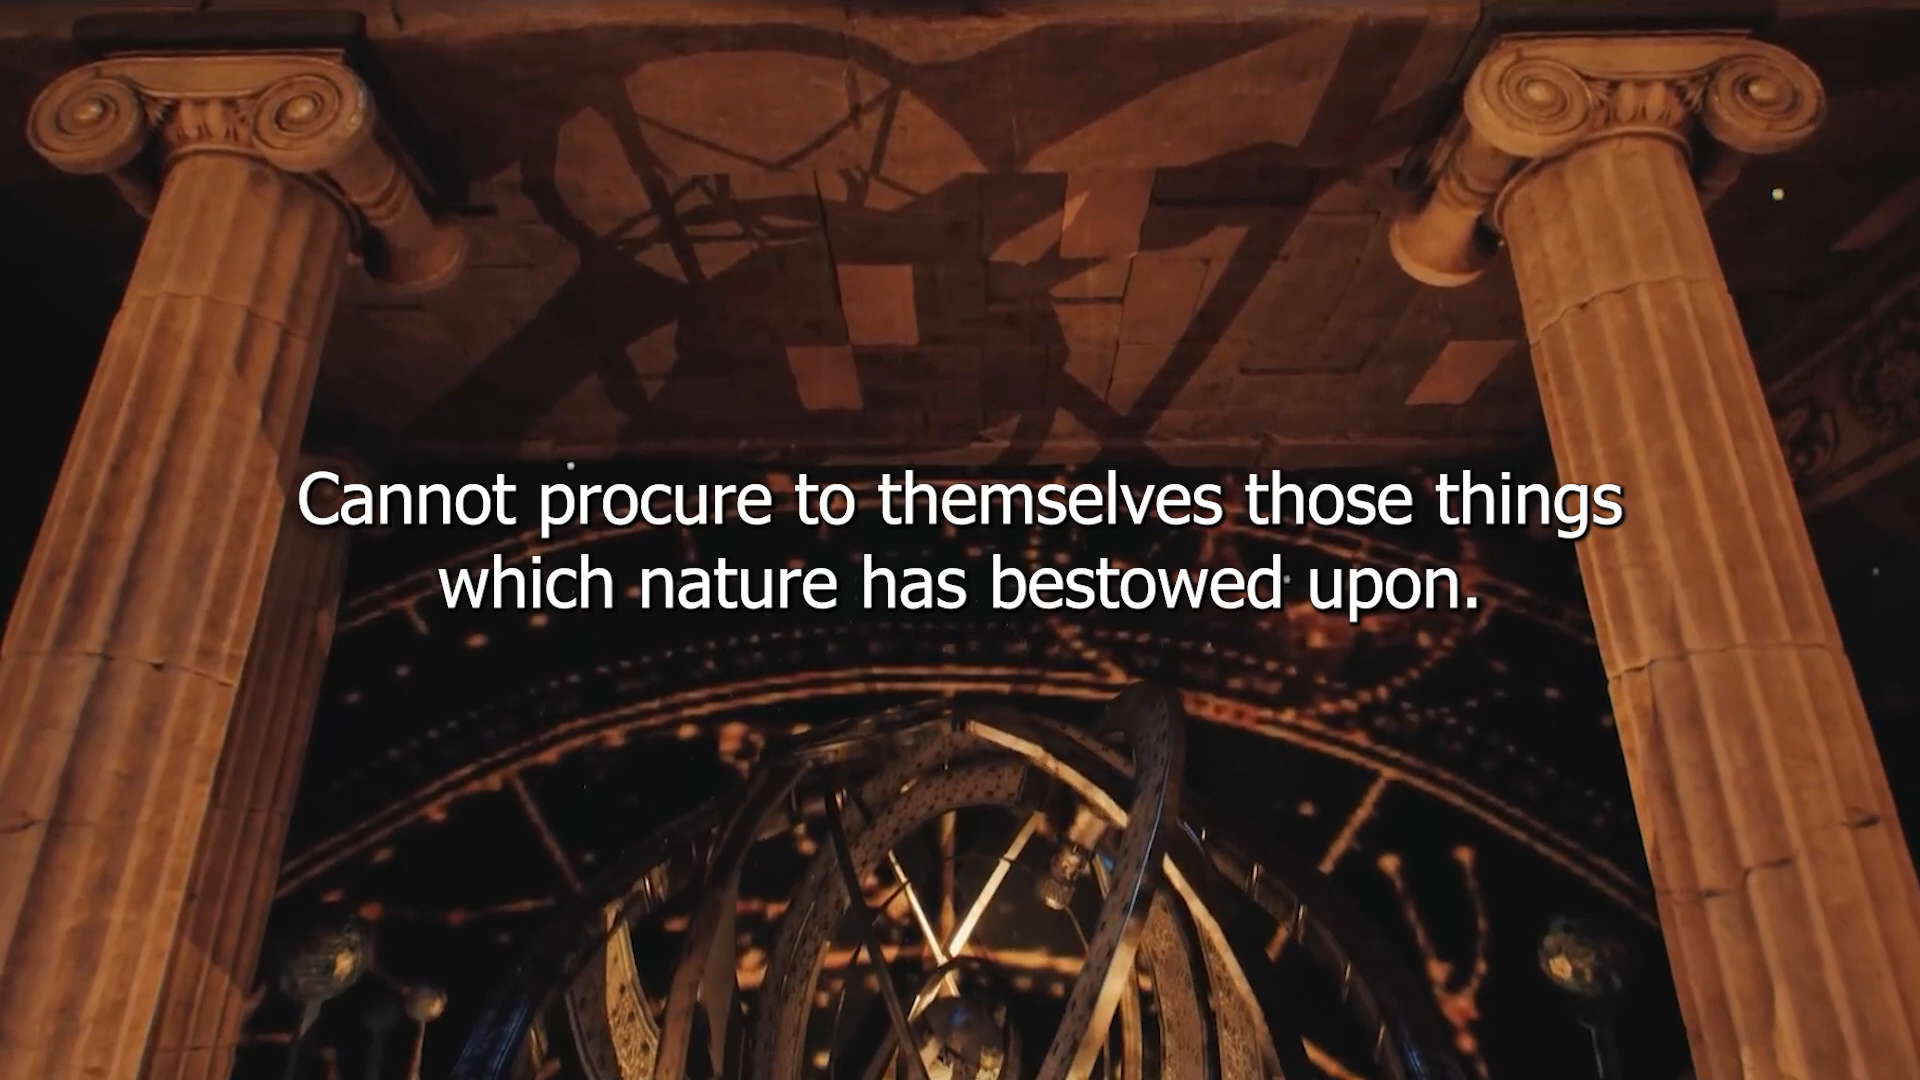 Cannot procure to themselves those things
which nature has bestowed upon.